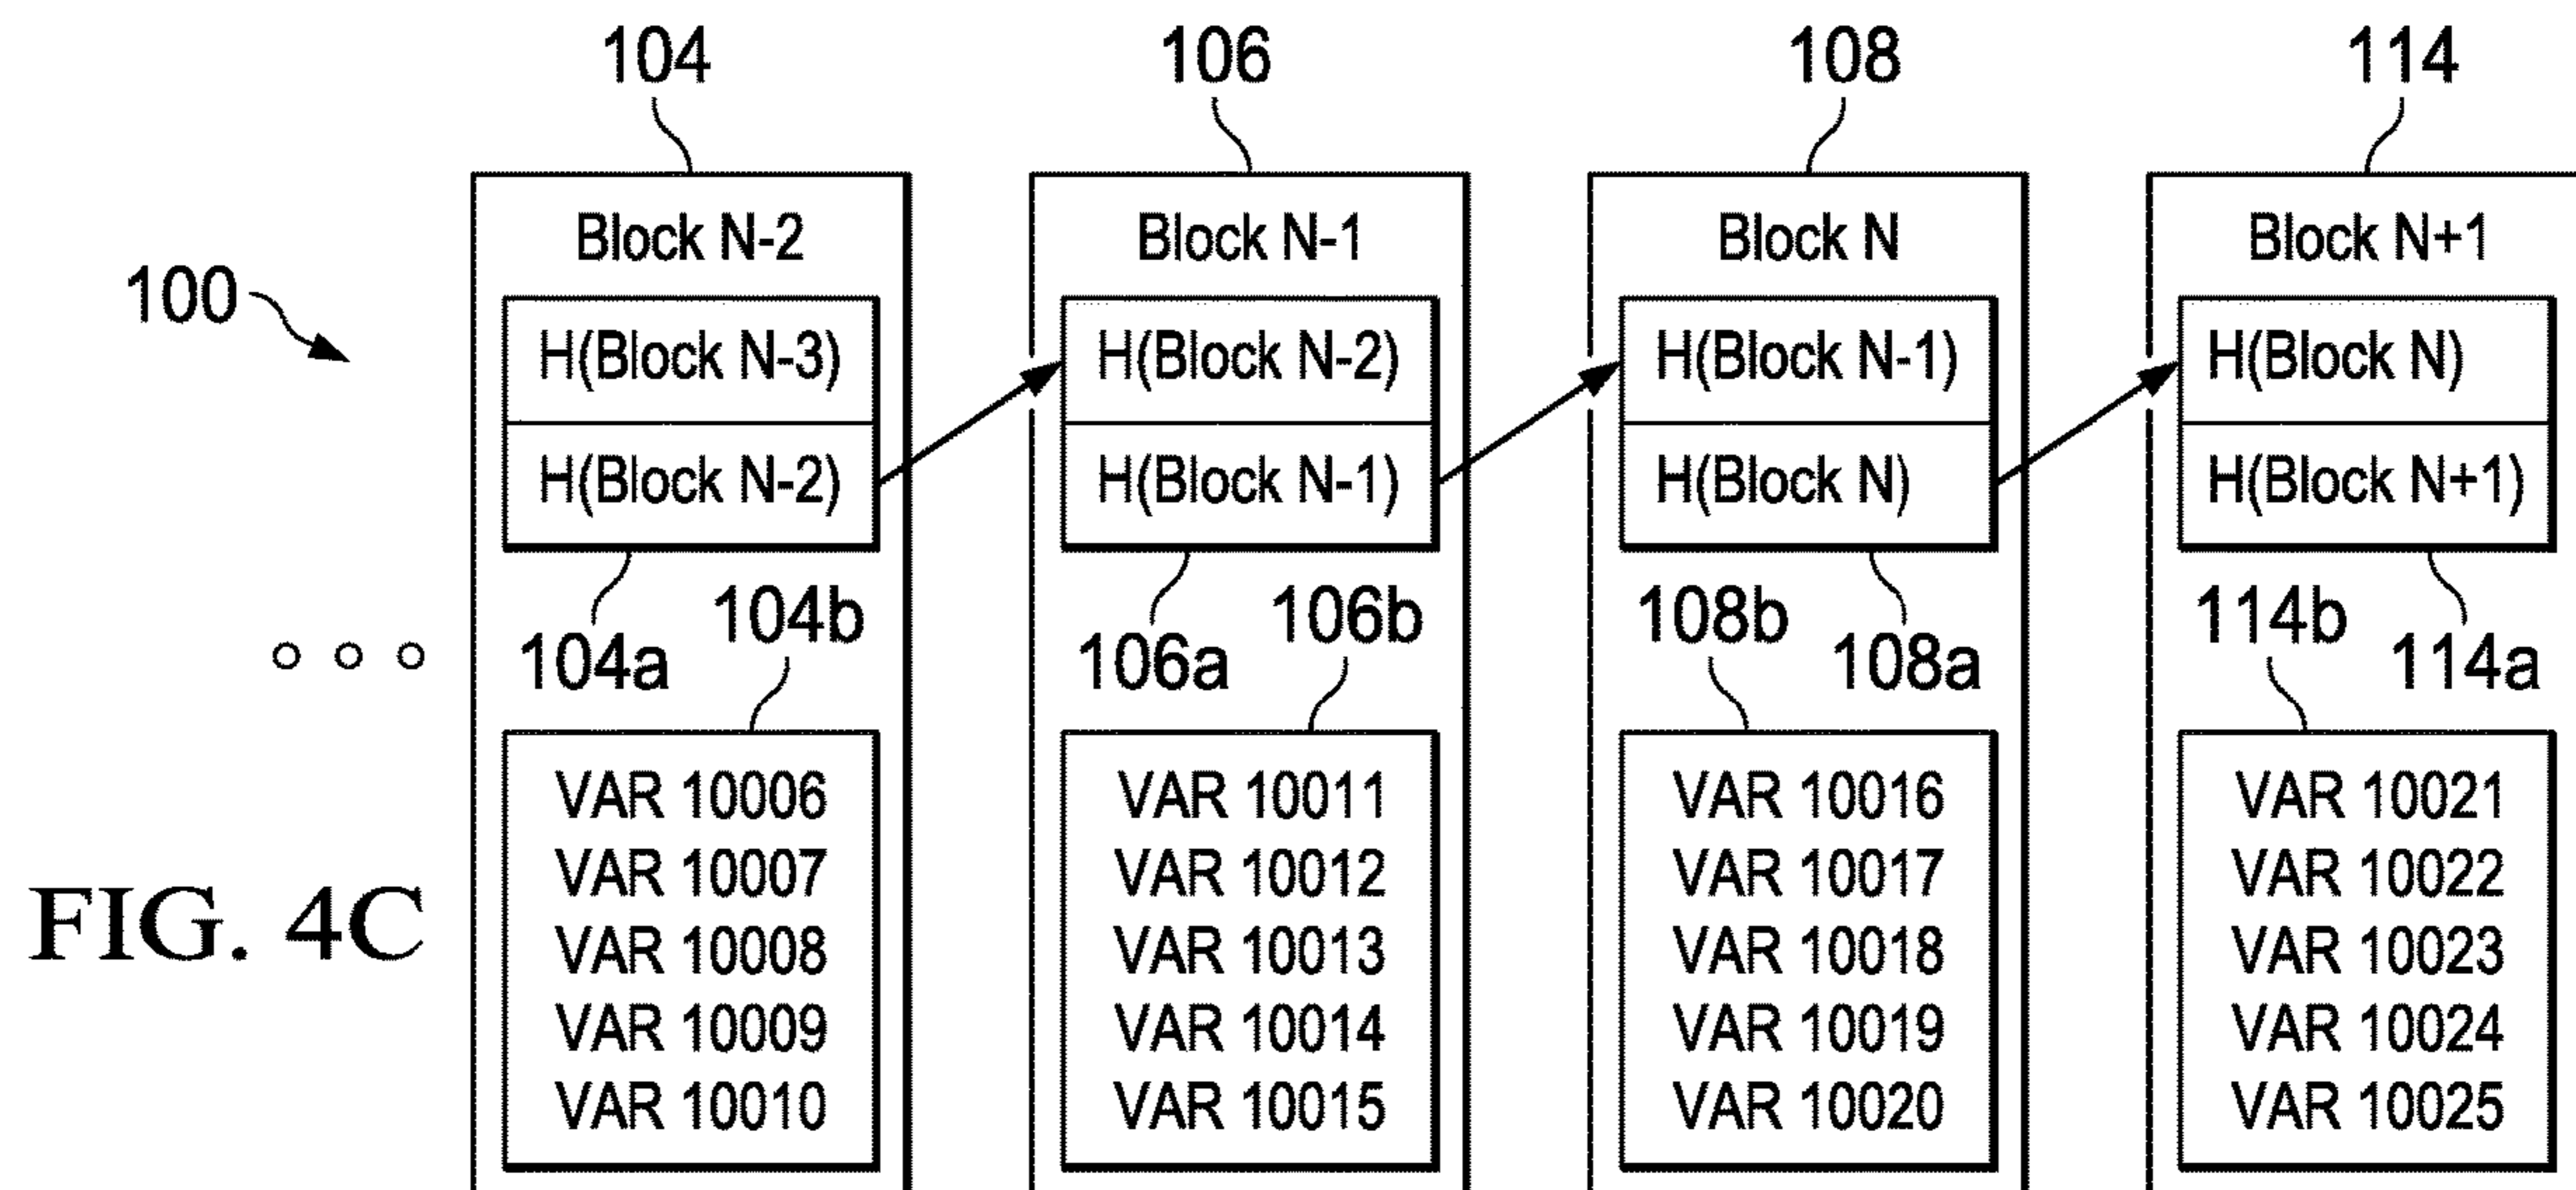 104 106 108 114
Block N-2 Block N-1 Block N Block N+1
100
H(Block N-3) H(Block N-2) H(Block N-1) H(Block N)
H(Block N-2) H(Block N-1) H(Block N) H(Block N+1)
104b 106b 108b 114b
104a 106a 108a 114a
VAR 10006 VAR 10011 VAR 10016 VAR 10021
VAR 10007 VAR 10012 VAR 10017 VAR 10022
FIG. 4C
VAR 10008 VAR 10013 VAR 10018 VAR 10023
VAR 10009 VAR 10014 VAR 10019 VAR 10024
VAR 10010 VAR 10015 VAR 10020 VAR 10025